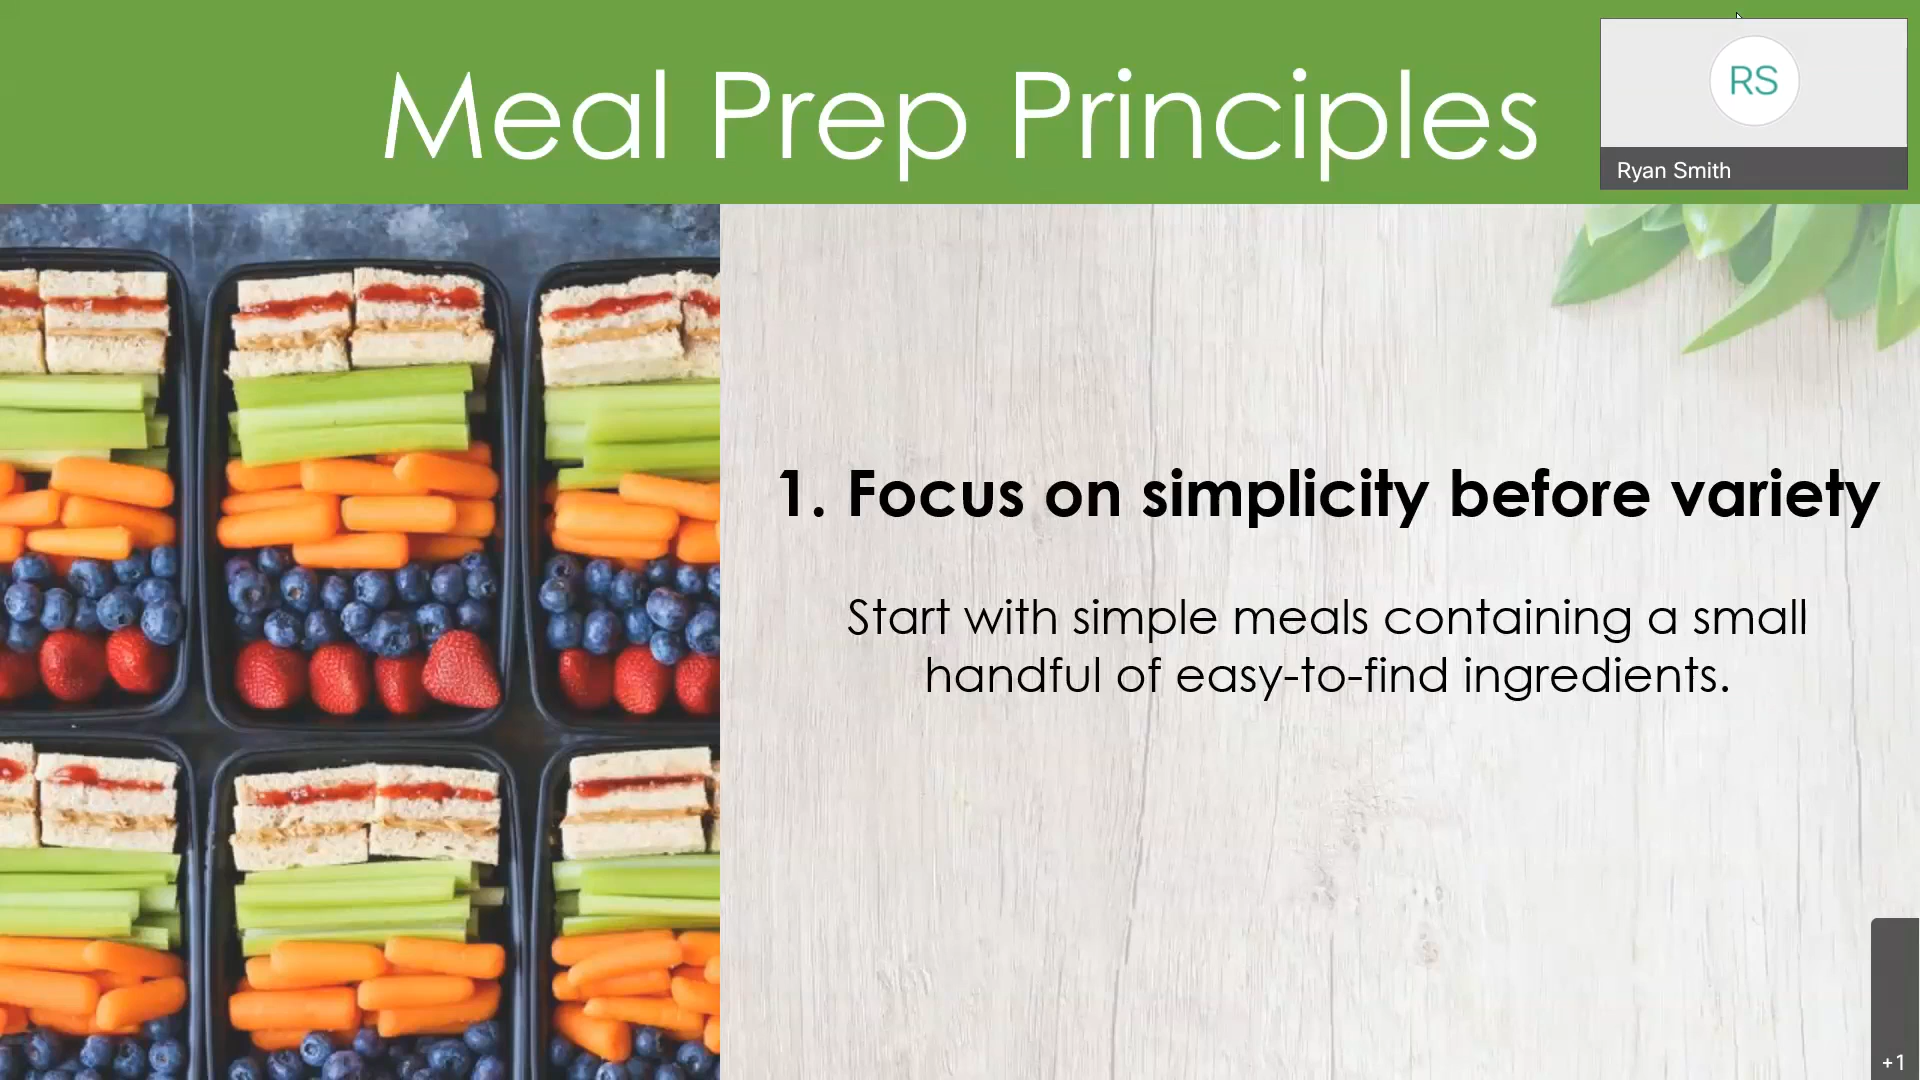 Meal Prep Principles
RS
Ryan Smith
1. Focus on simplicity before variety
Start with simple meals containing a small
handful of easy-to-find ingredients.
+1